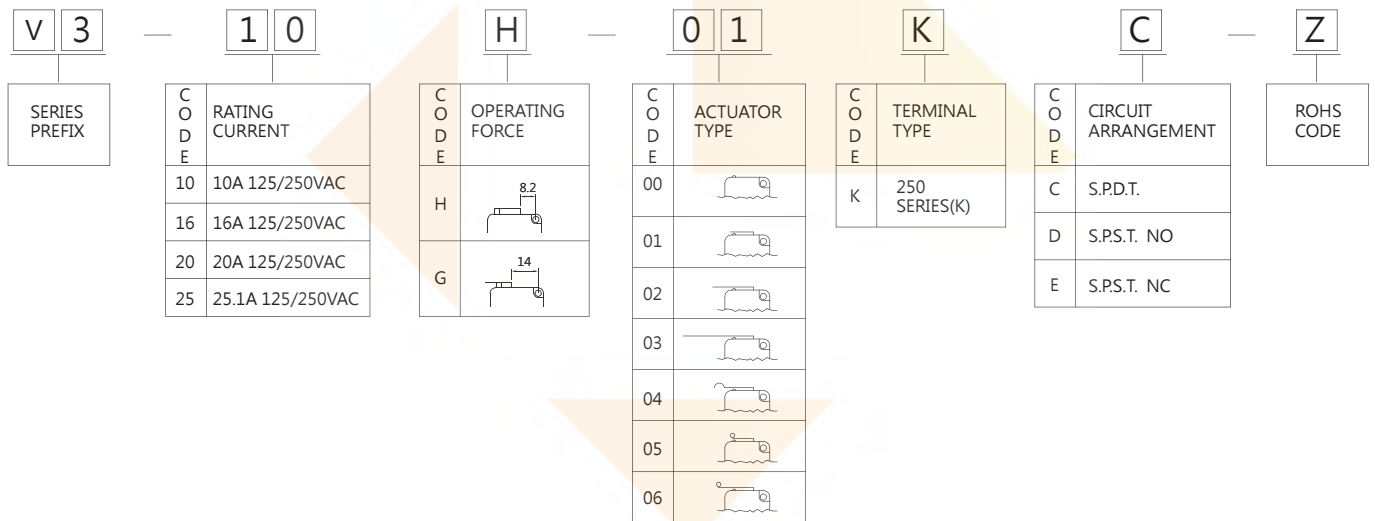 V 3 — 1 0 H — 0 1 K C — Z
SERIES
PREFIX
CODE
RATING
CURRENT
10 10A 125/250VAC
16 16A 125/250VAC
20 20A 125/250VAC
25 25.1A 125/250VAC
CODE
OPERATING
FORCE
H 8.2
G 14
CODE
ACTUATOR
TYPE
00
01
02
03
04
05
06
CODE
TERMINAL
TYPE
K 250
SERIES(K)
CODE
CIRCUIT
ARRANGEMENT
C S.P.D.T.
D S.P.S.T. NO
E S.P.S.T. NC
ROHS
CODE